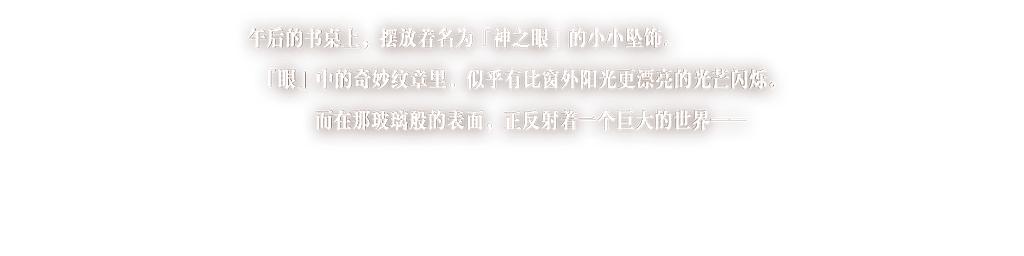 午后的书桌上，摆放着名为「神之眼」的小小坠饰。
「眼」中的奇妙纹章里，似乎有比窗外阳光更漂亮的光芒闪烁。
而在那玻璃般的表面，正反射着一个巨大的世界——